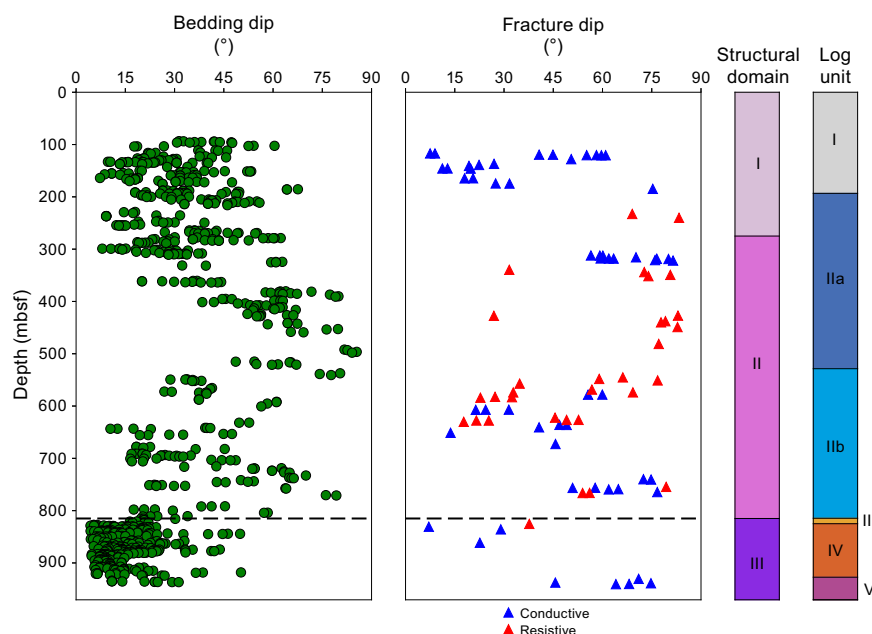 Bedding dip
(°)
Fracture dip
(°)
Structural
domain
Log
unit
0 15 30 45 60 75 90
0 15 30 45 60 75 90
Depth (mbsf)
0
100
200
300
400
500
600
700
800
900
I
II
III
I
IIa
IIb
II
IV
V
Conductive
Resistive